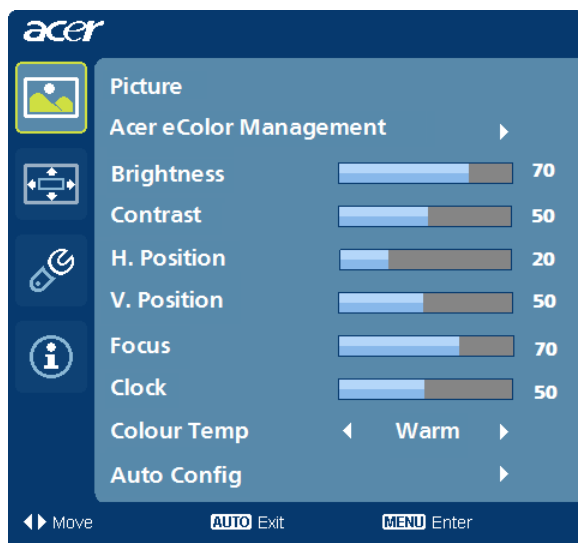 acer
Picture
Acer eColor Management
Brightness 70
Contrast 50
H. Position 20
V. Position 50
Focus 70
Clock 50
Colour Temp Warm
Auto Config
Move AUTO Exit MENU Enter